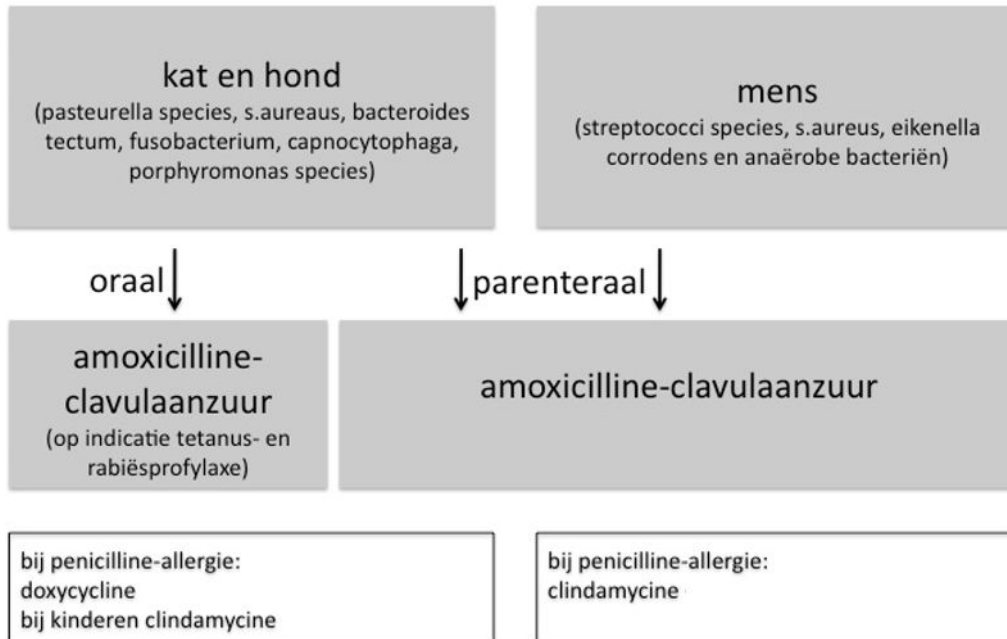 kat en hond
(pasteurella species, s.aureaus, bacteroides
tectum, fusobacterium, capnocytophaga,
porphyromonas species)
mens
(streptococci species, s.aureus, eikenella
corrodens en anaërobe bacteriën)
oraal
parenteraal
amoxicilline-
clavulaanzuur
(op indicatie tetanus- en
rabiësprofylaxe)
amoxicilline-clavulaanzuur
bij penicilline-allergie:
doxycycline
bij kinderen clindamycine
bij penicilline-allergie:
clindamycine